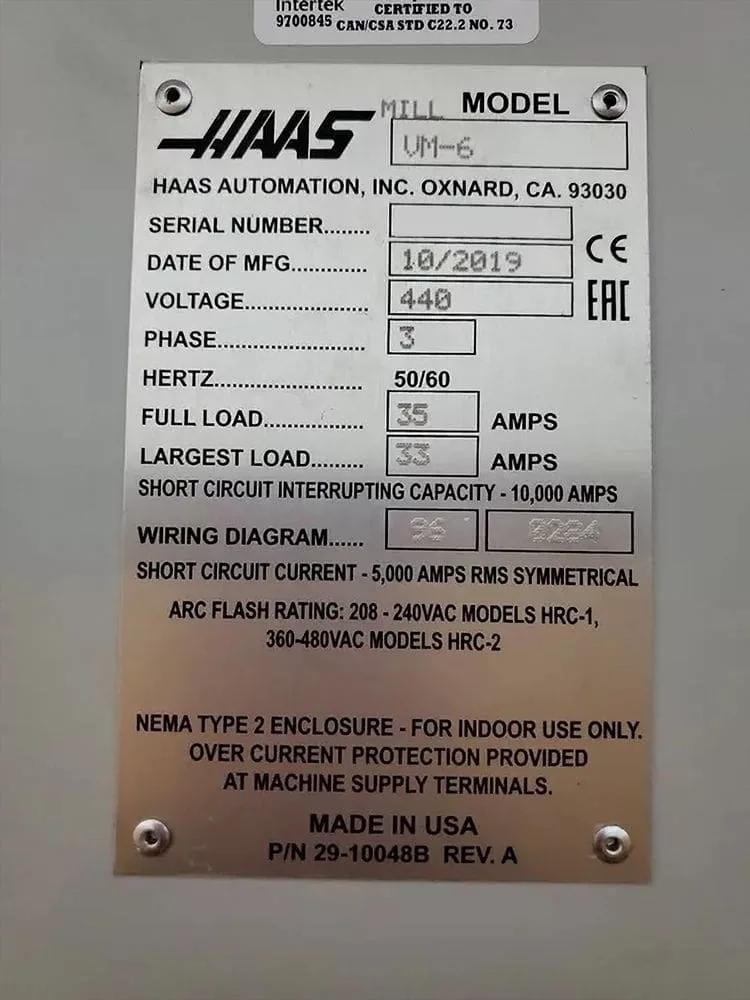 Intertek
9700845
CERTIFIED TO
CAN/CSA STD C22.2 NO. 73
HAAS
MILL MODEL
VM-6
HAAS AUTOMATION, INC. OXNARD, CA. 93030
SERIAL NUMBER........
DATE OF MFG............. 10/2019
CE
VOLTAGE..................... 440
EAC
PHASE......................... 3
HERTZ......................... 50/60
FULL LOAD................. 35 AMPS
LARGEST LOAD......... 33 AMPS
SHORT CIRCUIT INTERRUPTING CAPACITY - 10,000 AMPS
WIRING DIAGRAM...... 96
SHORT CIRCUIT CURRENT - 5,000 AMPS RMS SYMMETRICAL
ARC FLASH RATING: 208 - 240VAC MODELS HRC-1,
360-480VAC MODELS HRC-2
NEMA TYPE 2 ENCLOSURE - FOR INDOOR USE ONLY.
OVER CURRENT PROTECTION PROVIDED
AT MACHINE SUPPLY TERMINALS.
MADE IN USA
P/N 29-10048B REV. A